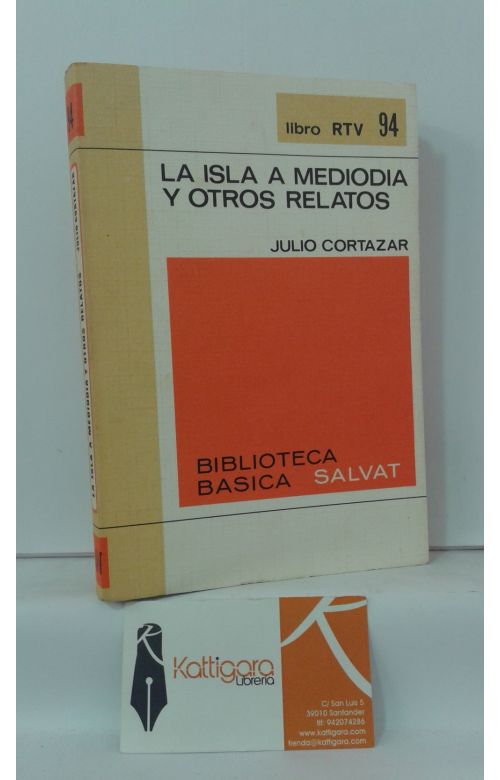 libro RTV 94
LA ISLA A MEDIODIA
Y OTROS RELATOS
JULIO CORTAZAR
BIBLIOTECA
BASICA SALVAT
94
LA ISLA A MEDIODIA Y OTROS RELATOS JULIO CORTAZAR
Kattigara
Librería
C/ San Luis 5
39010 Santander
tlf: 942074286
www.kattigara.com
tienda@kattigara.com